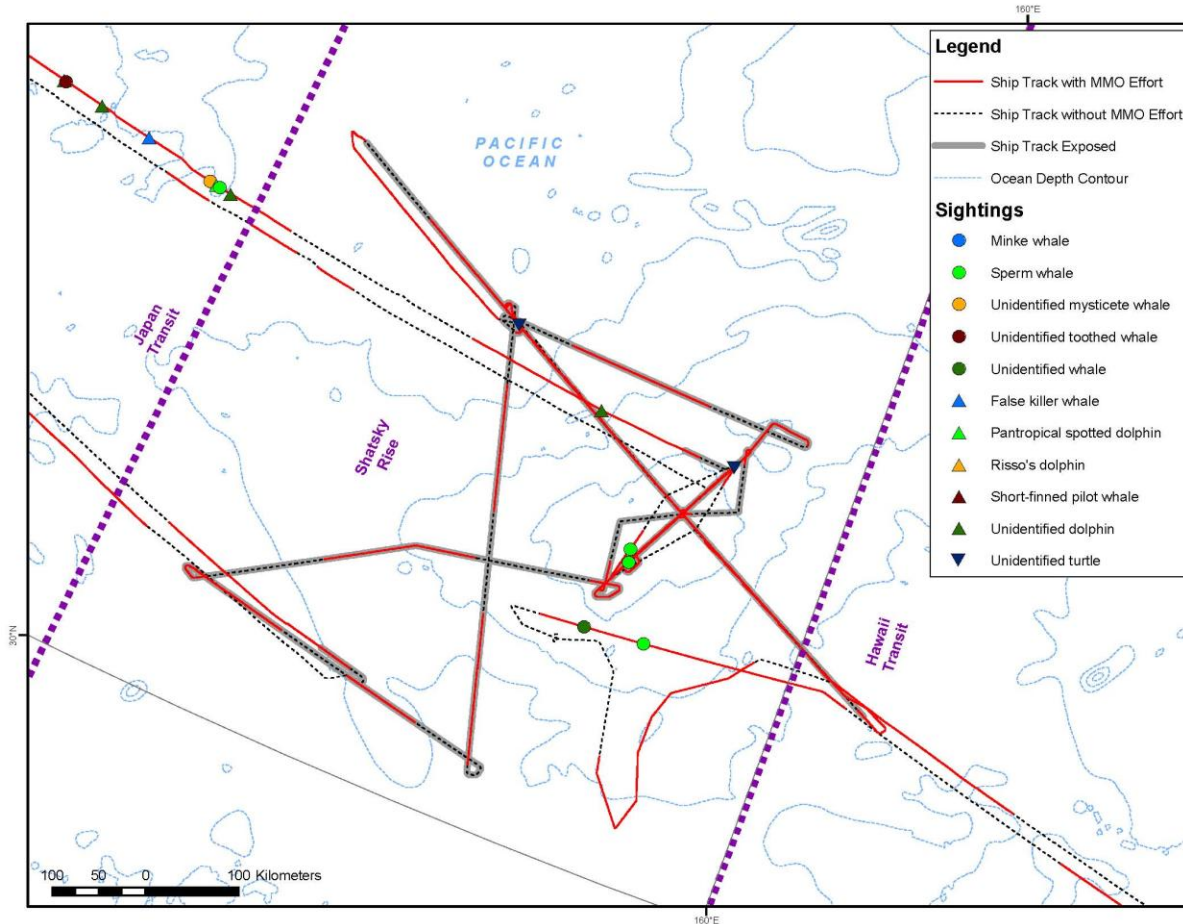 160°E
Legend
Ship Track with MMO Effort
Ship Track without MMO Effort
Ship Track Exposed
Ocean Depth Contour
Sightings
Minke whale
Sperm whale
Unidentified mysticete whale
Unidentified toothed whale
Unidentified whale
False killer whale
Pantropical spotted dolphin
Risso's dolphin
Short-finned pilot whale
Unidentified dolphin
Unidentified turtle
PACIFIC
OCEAN
Japan
Transit
Shatsky
Rise
Hawaii
Transit
30°N
100 50 0 100 Kilometers
160°E